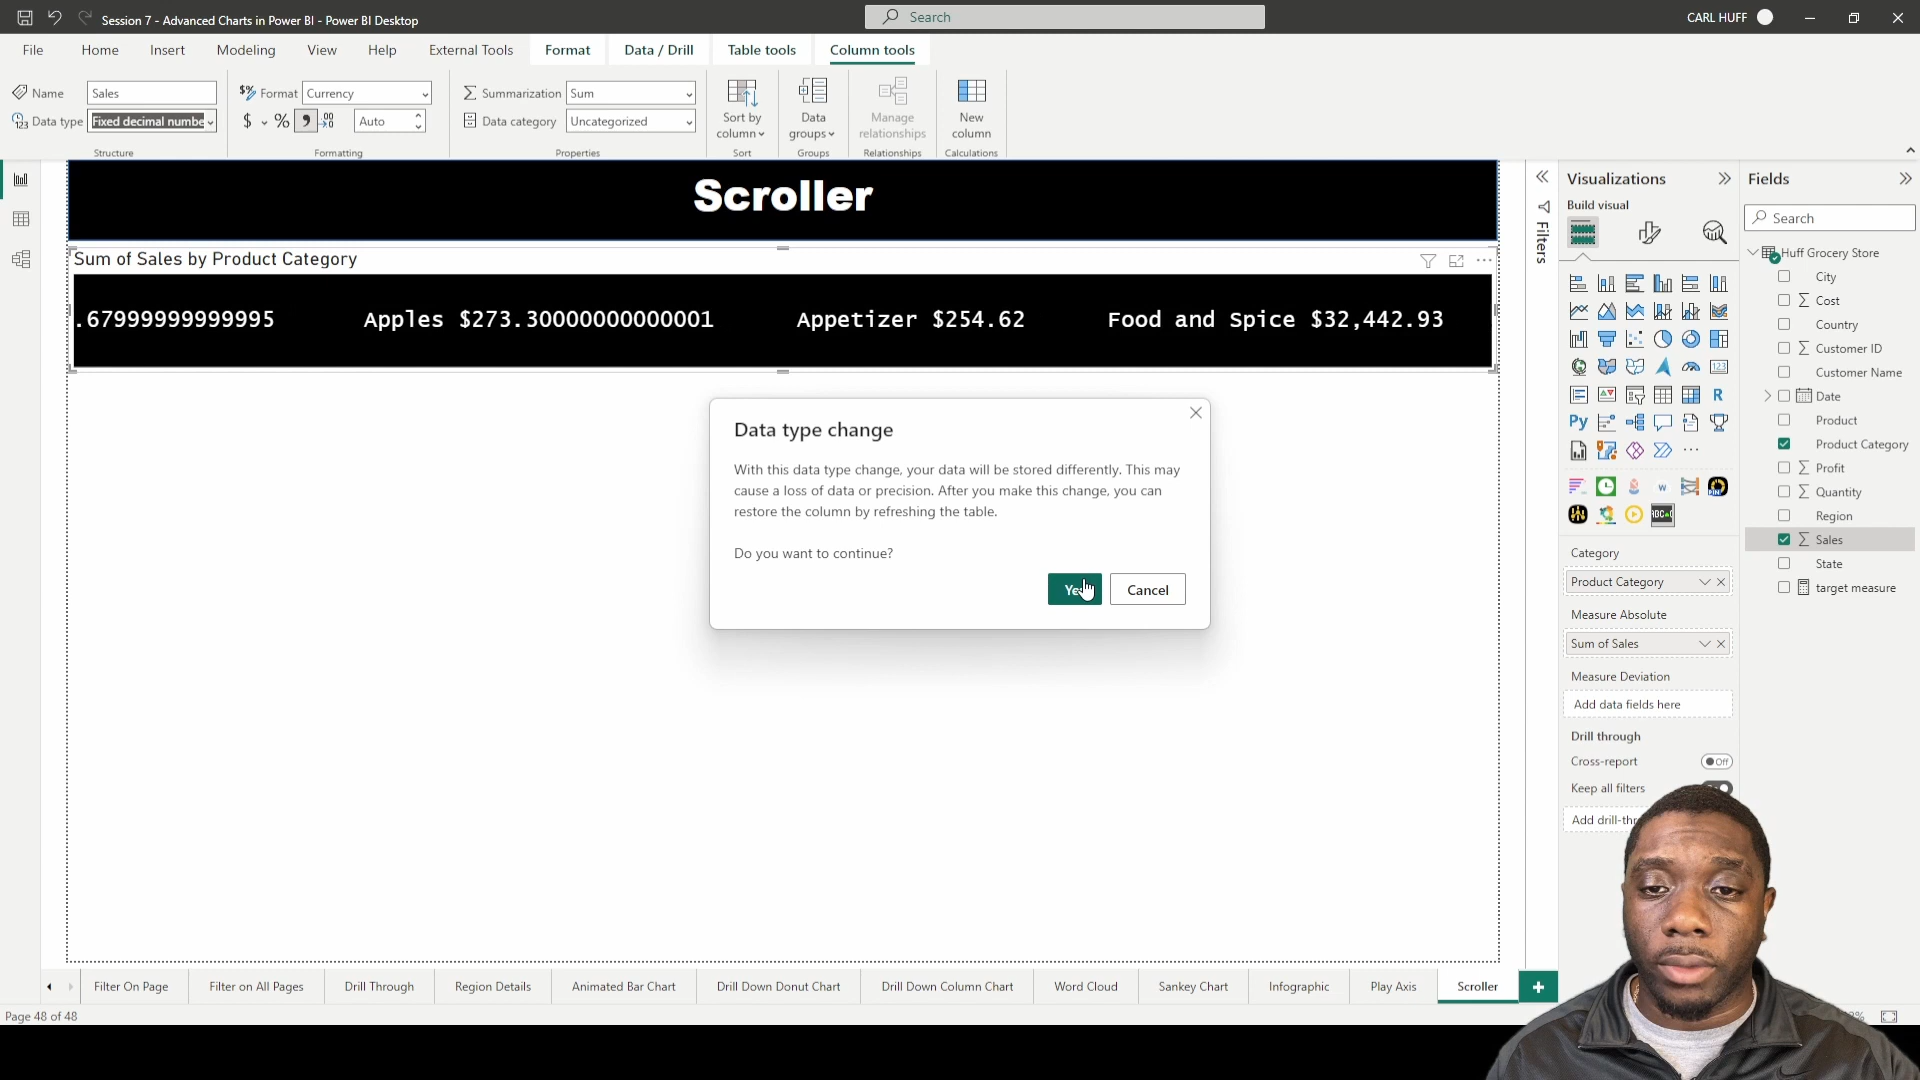 Session 7 - Advanced Charts in Power BI - Power BI Desktop
Search
CARL HUFF
File Home Insert Modeling View Help External Tools Format Data / Drill Table tools Column tools
Name Sales
Format Currency
Summarization Sum
Data type Fixed decimal numbe
$ % 9 .00
Auto
Data category Uncategorized
Sort by column
Data groups
Manage relationships
New column
Structure Formatting Properties Sort Groups Relationships Calculations
Scroller
Sum of Sales by Product Category
.67999999999995 Apples $273.30000000000001 Appetizer $254.62 Food and Spice $32,442.93
Data type change
With this data type change, your data will be stored differently. This may
cause a loss of data or precision. After you make this change, you can
restore the column by refreshing the table.
Do you want to continue?
Cancel
Filters
Visualizations
Build visual
123
R
Py
Category
Product Category
Measure Absolute
Sum of Sales
Measure Deviation
Add data fields here
Drill through
Cross-report Off
Keep all filters
Fields
Search
Huff Grocery Store
City
Cost
Country
Customer ID
Customer Name
Date
Product
Product Category
Profit
Quantity
Region
Sales
State
target measure
Filter On Page Filter on All Pages Drill Through Region Details Animated Bar Chart Drill Down Donut Chart Drill Down Column Chart Word Cloud Sankey Chart Infographic Play Axis Scroller
Page 48 of 48